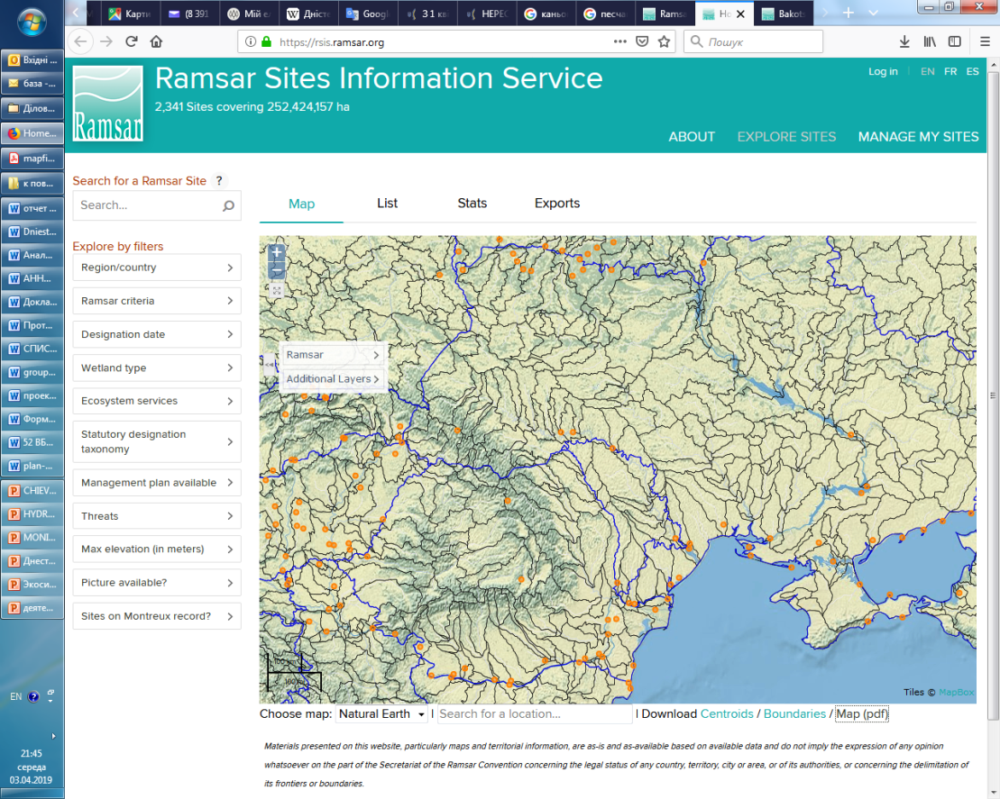 Карти
(8 391
Мій ел
Дністе
Googl
3 1 кві
НЕРЕС
каньо
песча
Ramsa
Ho
Bakots
https://rsis.ramsar.org
Пошук
Вхідні ...
база -...
Ділов...
Home...
mapfi...
к пов...
отчет ...
Dniest...
Анал...
АНН...
Докла...
Прот...
СПИС...
group...
проек...
Форм...
52 ВБ...
plan-...
CHIEV...
HYDR...
MONI...
Днест...
Экоси...
деяте...
EN
21:45
середа
03.04.2019
Ramsar
Ramsar Sites Information Service
2,341 Sites covering 252,424,157 ha
Log in | EN FR ES
ABOUT EXPLORE SITES MANAGE MY SITES
Search for a Ramsar Site ?
Search...
Explore by filters
Region/country
Ramsar criteria
Designation date
Wetland type
Ecosystem services
Statutory designation
taxonomy
Management plan available
Threats
Max elevation (in meters)
Picture available?
Sites on Montreux record?
Map List Stats Exports
Ramsar
Additional Layers
100 km
Tiles © MapBox
Choose map: Natural Earth | Search for a location... | Download Centroids / Boundaries / Map (pdf)
Materials presented on this website, particularly maps and territorial information, are as-is and as-available based on available data and do not imply the expression of any opinion
whatsoever on the part of the Secretariat of the Ramsar Convention concerning the legal status of any country, territory, city or area, or of its authorities, or concerning the delimitation of
its frontiers or boundaries.